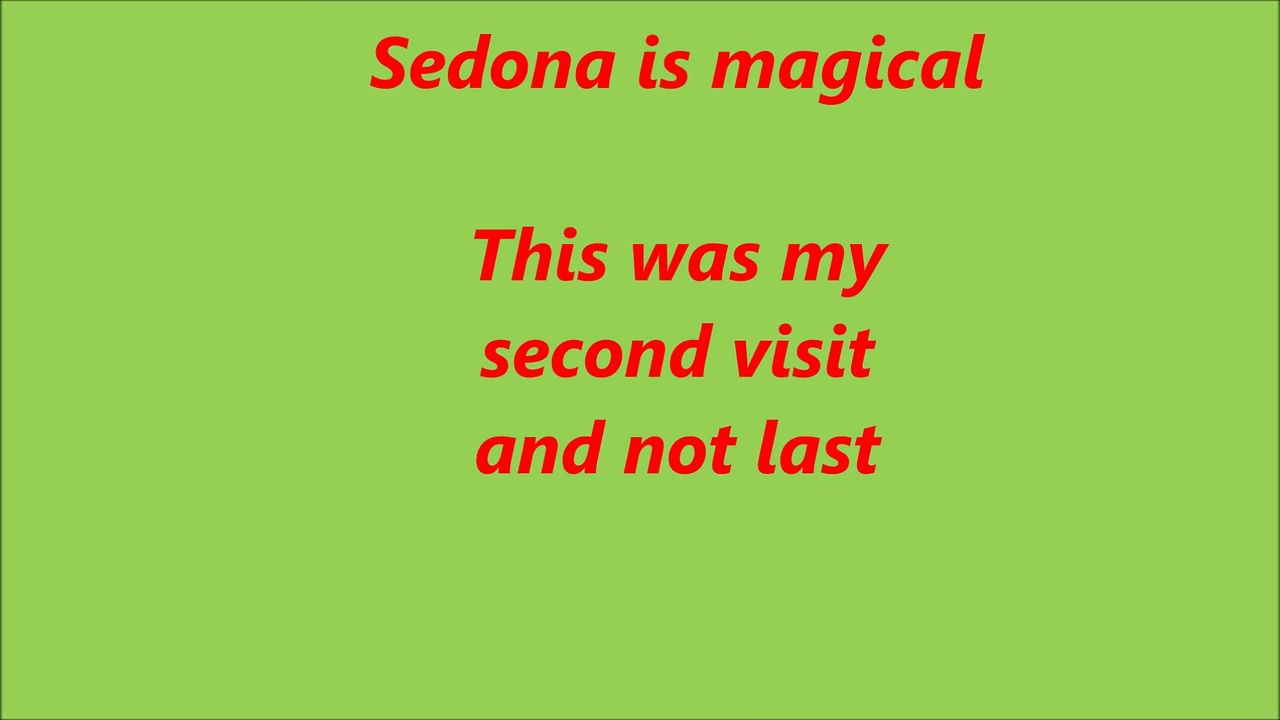 Sedona is magical
This was my
second visit
and not last